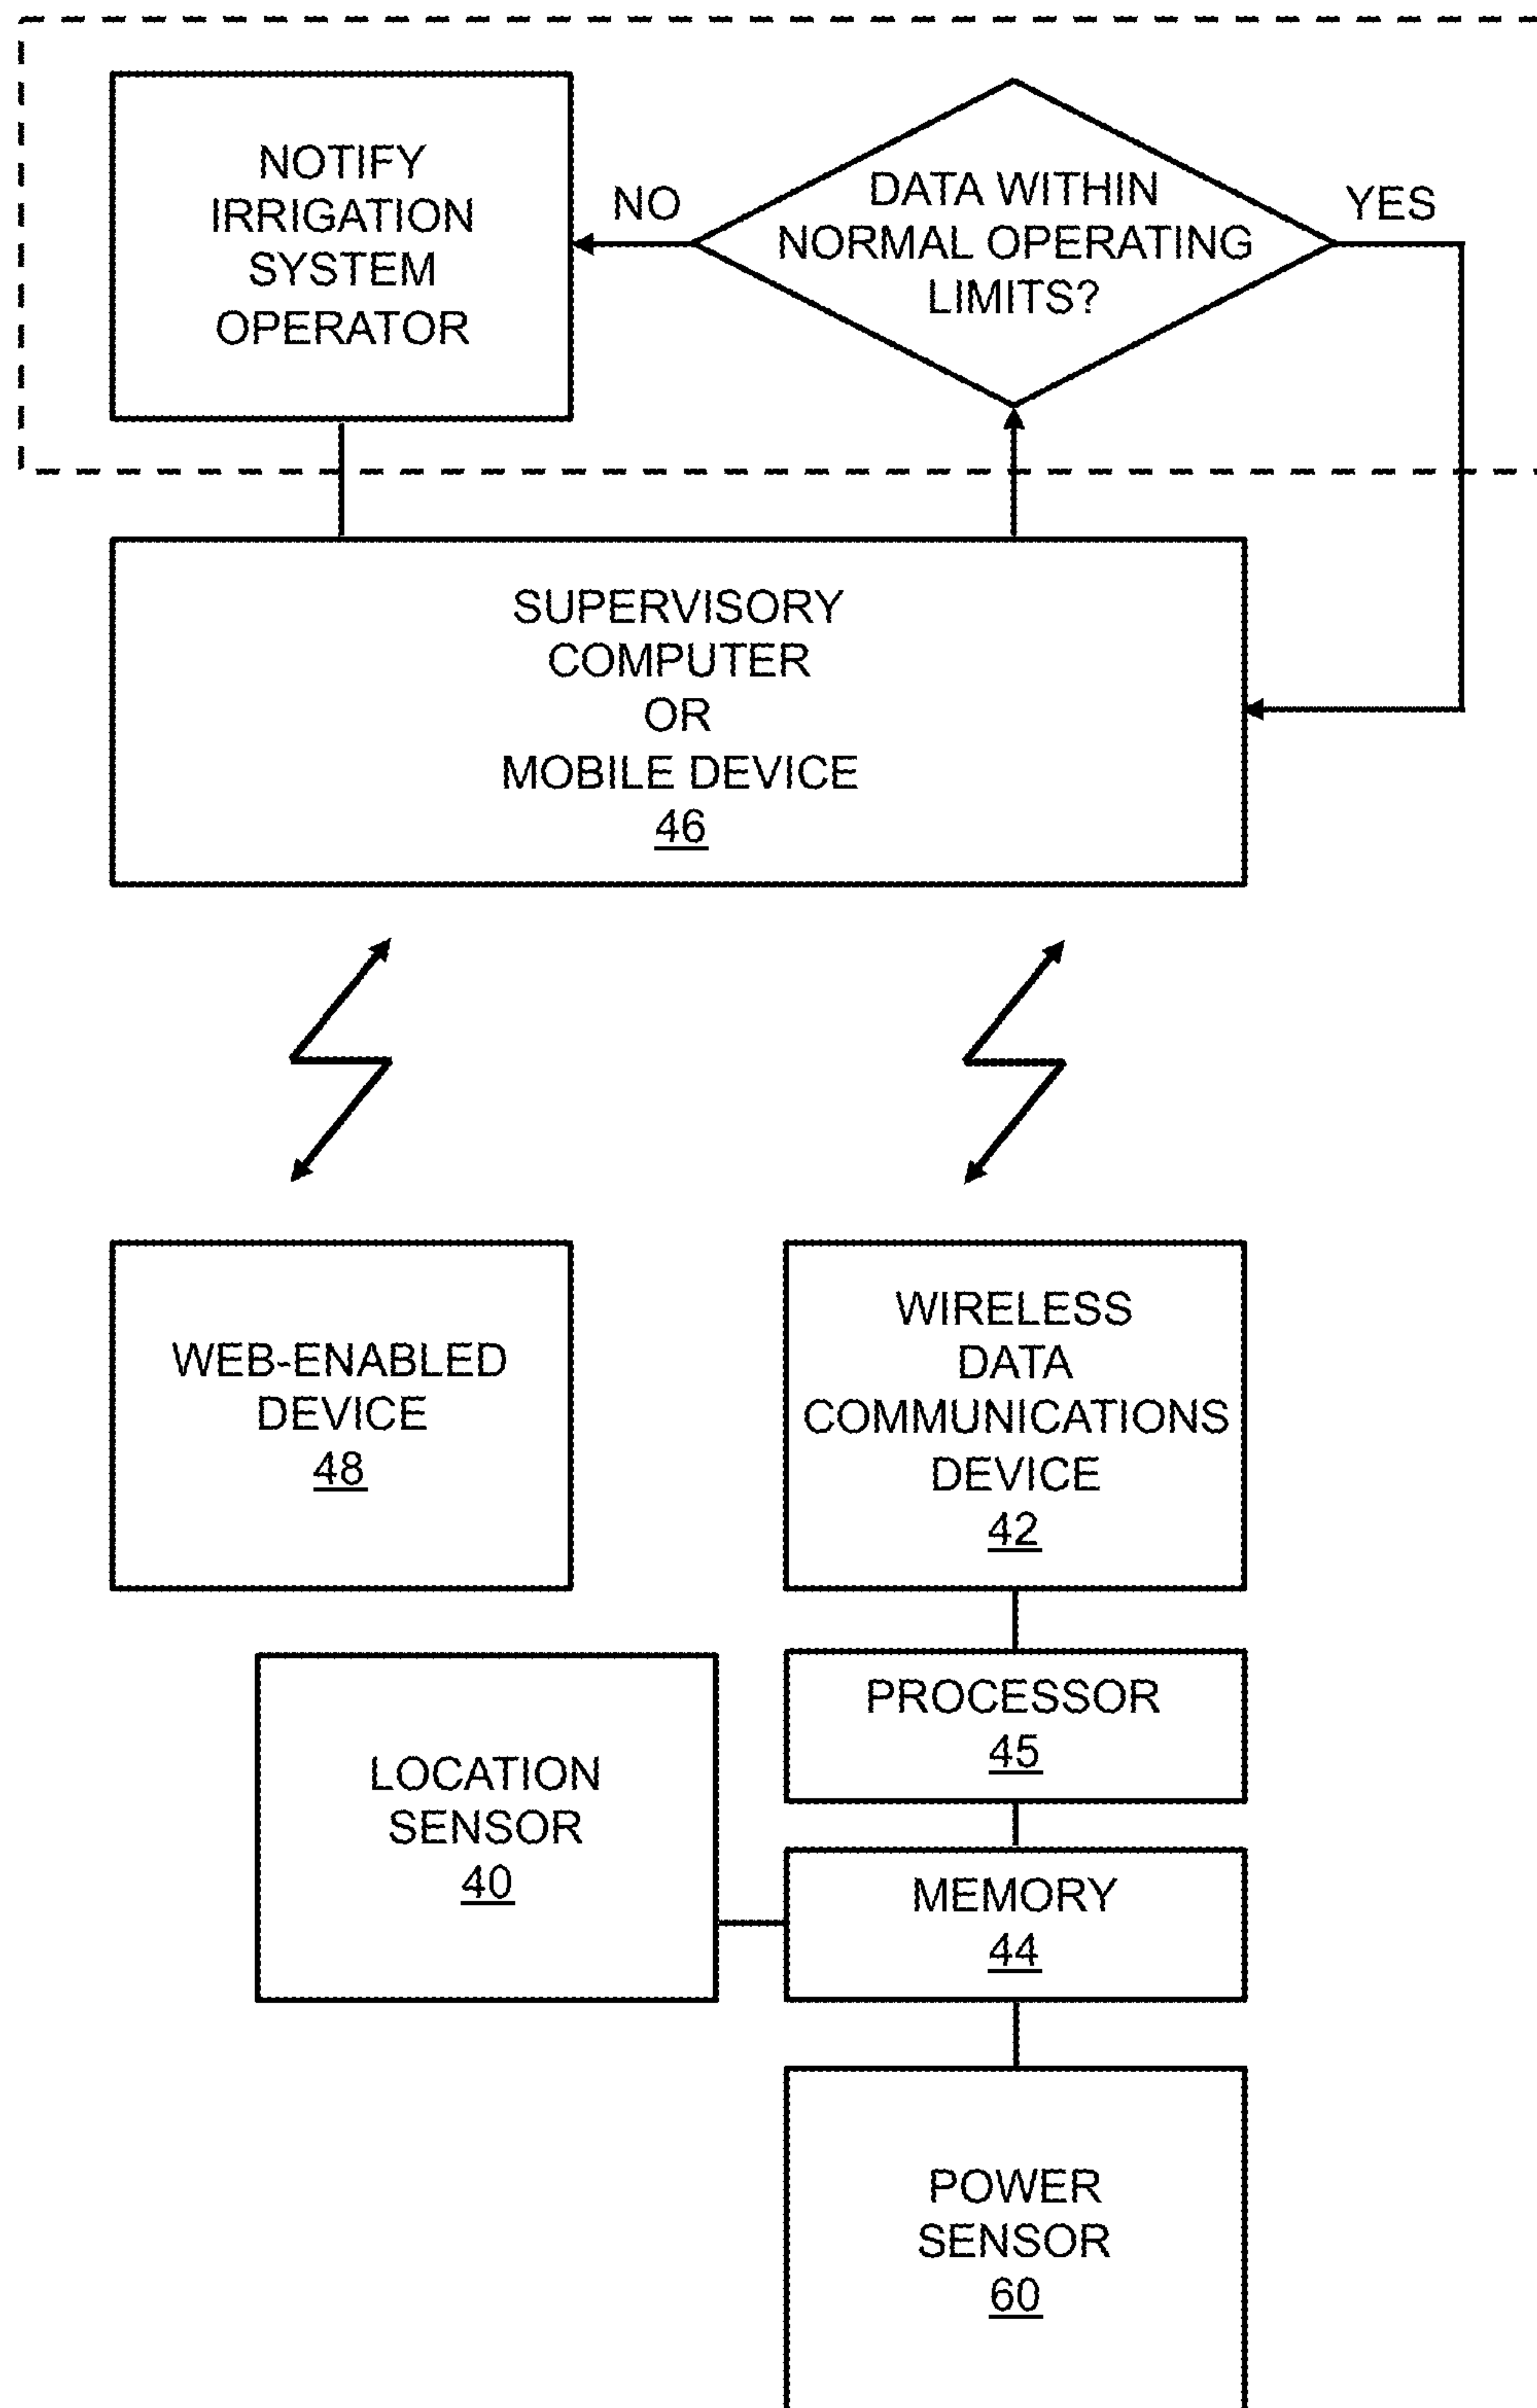 NOTIFY
IRRIGATION
SYSTEM
OPERATOR
NO
DATA WITHIN
NORMAL OPERATING
LIMITS?
YES
SUPERVISORY
COMPUTER
OR
MOBILE DEVICE
46
WEB-ENABLED
DEVICE
48
WIRELESS
DATA
COMMUNICATIONS
DEVICE
42
PROCESSOR
45
LOCATION
SENSOR
40
MEMORY
44
POWER
SENSOR
60